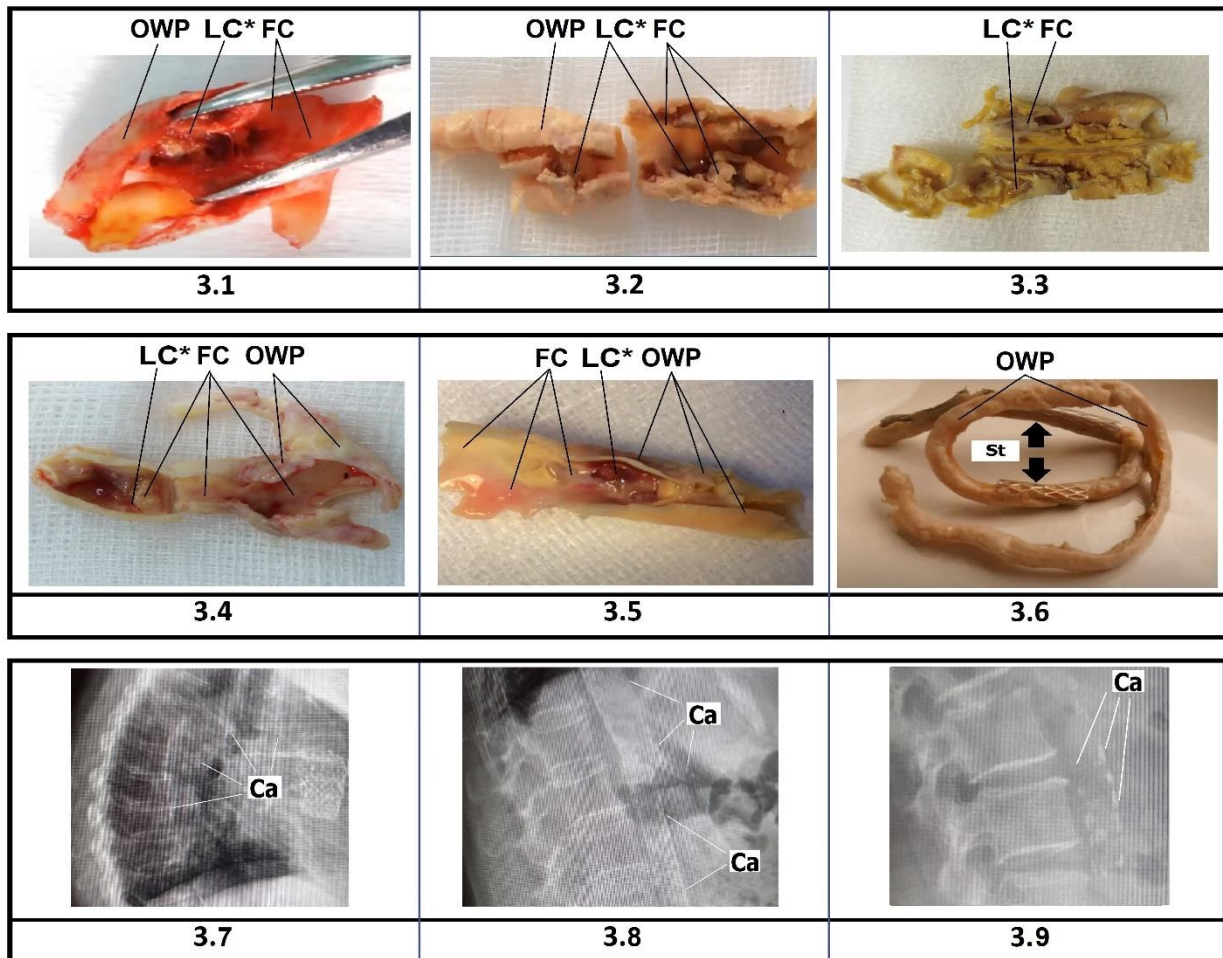 OWP LC* FC
OWP LC* FC
LC* FC
3.1
3.2
3.3
LC* FC OWP
FC LC* OWP
OWP
St
3.4
3.5
3.6
Ca
Ca
Ca
Ca
3.7
3.8
3.9